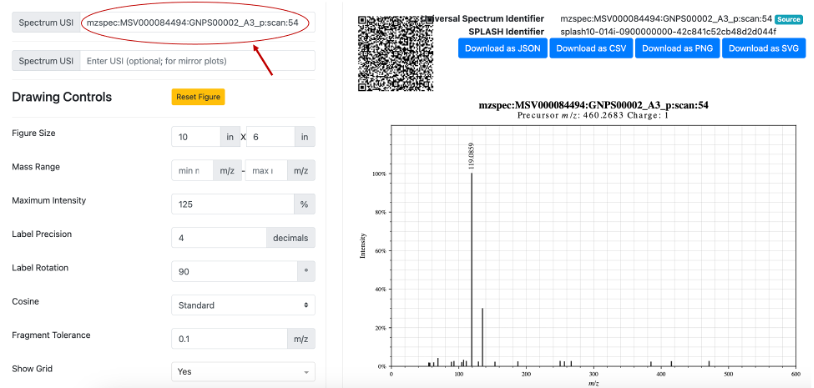 Spectrum USI mzspec:MSV000084494:GNPS00002_A3_p:scan:54
Spectrum USI Enter USI (optional; for mirror plots)
Drawing Controls Reset Figure
Figure Size 10 in X 6 in
Mass Range min n m/z - max ı m/z
Maximum Intensity 125 %
Label Precision 4 decimals
Label Rotation 90 °
Cosine Standard
Fragment Tolerance 0.1 m/z
Show Grid Yes
Universal Spectrum Identifier mzspec:MSV000084494:GNPS00002_A3_p:scan:54 Source
SPLASH Identifier splash10-014i-0900000000-42c841c52cb48d2d044f
Download as JSON Download as CSV Download as PNG Download as SVG
mzspec:MSV000084494:GNPS00002_A3_p:scan:54
Precursor m/z: 460.2683 Charge: 1
119.0859
100%
80%
60%
40%
20%
0%
Intensity
0 100 200 300 400 500 600
m/z